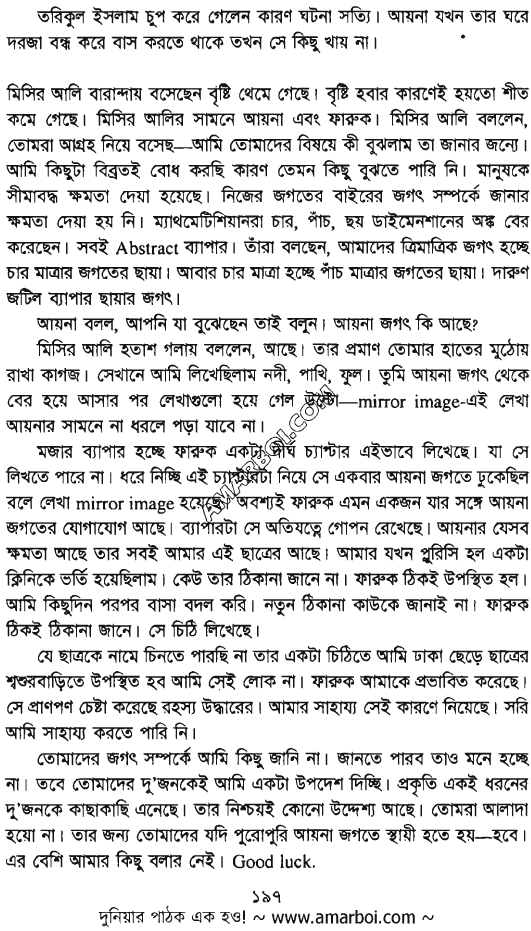 তরিকুল ইসলাম চুপ করে গেলেন কারণ ঘটনা সত্যি। আয়না যখন তার ঘরে
দরজা বন্ধ করে বাস করতে থাকে তখন সে কিছু খায় না।
মিসির আলি বারান্দায় বসেছেন বৃষ্টি থেমে গেছে। বৃষ্টি হবার কারণেই হয়তো শীত
কমে গেছে। মিসির আলির সামনে আয়না এবং ফারুক। মিসির আলি বললেন,
তোমরা আগ্রহ নিয়ে বসেছ—আমি তোমাদের বিষয়ে কী বুঝলাম তা জানার জন্যে।
আমি কিছুটা বিব্রতই বোধ করছি কারণ তেমন কিছু বুঝতে পারি নি। মানুষকে
সীমাবদ্ধ ক্ষমতা দেয়া হয়েছে। নিজের জগতের বাইরের জগৎ সম্পর্কে জানার
ক্ষমতা দেয়া হয় নি। ম্যাথমেটিশিয়ানরা চার, পাঁচ, ছয় ডাইমেনশানের অঙ্ক বের
করেছেন। সবই Abstract ব্যাপার। তাঁরা বলছেন, আমাদের ত্রিমাত্রিক জগৎ হচ্ছে
চার মাত্রার জগতের ছায়া। আবার চার মাত্রা হচ্ছে পাঁচ মাত্রার জগতের ছায়া। দারুণ
জটিল ব্যাপার ছায়ার জগৎ।
আয়না বলল, আপনি যা বুঝেছেন তাই বলুন। আয়না জগৎ কি আছে?
মিসির আলি হতাশ গলায় বললেন, আছে। তার প্রমাণ তোমার হাতের মুঠোয়
রাখা কাগজ। সেখানে আমি লিখেছিলাম নদী, পাখি, ফুল। তুমি আয়না জগৎ থেকে
বের হয়ে আসার পর লেখাগুলো হয়ে গেল উল্টা—mirror image-এই লেখা
আয়নার সামনে না ধরলে পড়া যাবে না।
মজার ব্যাপার হচ্ছে ফারুক একটা দীর্ঘ চ্যাপ্টার এইভাবে লিখেছে। যা সে
লিখতে পারে না। ধরে নিচ্ছি এই চ্যাপ্টারটা নিয়ে সে একবার আয়না জগতে ঢুকেছিল
বলে লেখা mirror image হয়েছে। অবশ্যই ফারুক এমন একজন যার সঙ্গে আয়না
জগতের যোগাযোগ আছে। ব্যাপারটা সে অতিযত্নে গোপন রেখেছে। আয়নার যেসব
ক্ষমতা আছে তার সবই আমার এই ছাত্রের আছে। আমার যখন প্লুরিসি হল একটা
ক্লিনিকে ভর্তি হয়েছিলাম। কেউ তার ঠিকানা জানে না। ফারুক ঠিকই উপস্থিত হল।
আমি কিছুদিন পরপর বাসা বদল করি। নতুন ঠিকানা কাউকে জানাই না। ফারুক
ঠিকই ঠিকানা জানে। সে চিঠি লিখেছে।
যে ছাত্রকে নামে চিনতে পারছি না তার একটা চিঠিতে আমি ঢাকা ছেড়ে ছাত্রের
শ্বশুরবাড়িতে উপস্থিত হব আমি সেই লোক না। ফারুক আমাকে প্রভাবিত করেছে।
সে প্রাণপণ চেষ্টা করেছে রহস্য উদ্ধারের। আমার সাহায্য সেই কারণে নিয়েছে। সরি
আমি সাহায্য করতে পারি নি।
তোমাদের জগৎ সম্পর্কে আমি কিছু জানি না। জানতে পারব তাও মনে হচ্ছে
না। তবে তোমাদের দু'জনকেই আমি একটা উপদেশ দিচ্ছি। প্রকৃতি একই ধরনের
দু'জনকে কাছাকাছি এনেছে। তার নিশ্চয়ই কোনো উদ্দেশ্য আছে। তোমরা আলাদা
হয়ো না। তার জন্য তোমাদের যদি পুরোপুরি আয়না জগতে স্থায়ী হতে হয়—হবে।
এর বেশি আমার কিছু বলার নেই। Good luck.
AMARBOI.COM
১৯৭
দুনিয়ার পাঠক এক হও! ~ www.amarboi.com ~